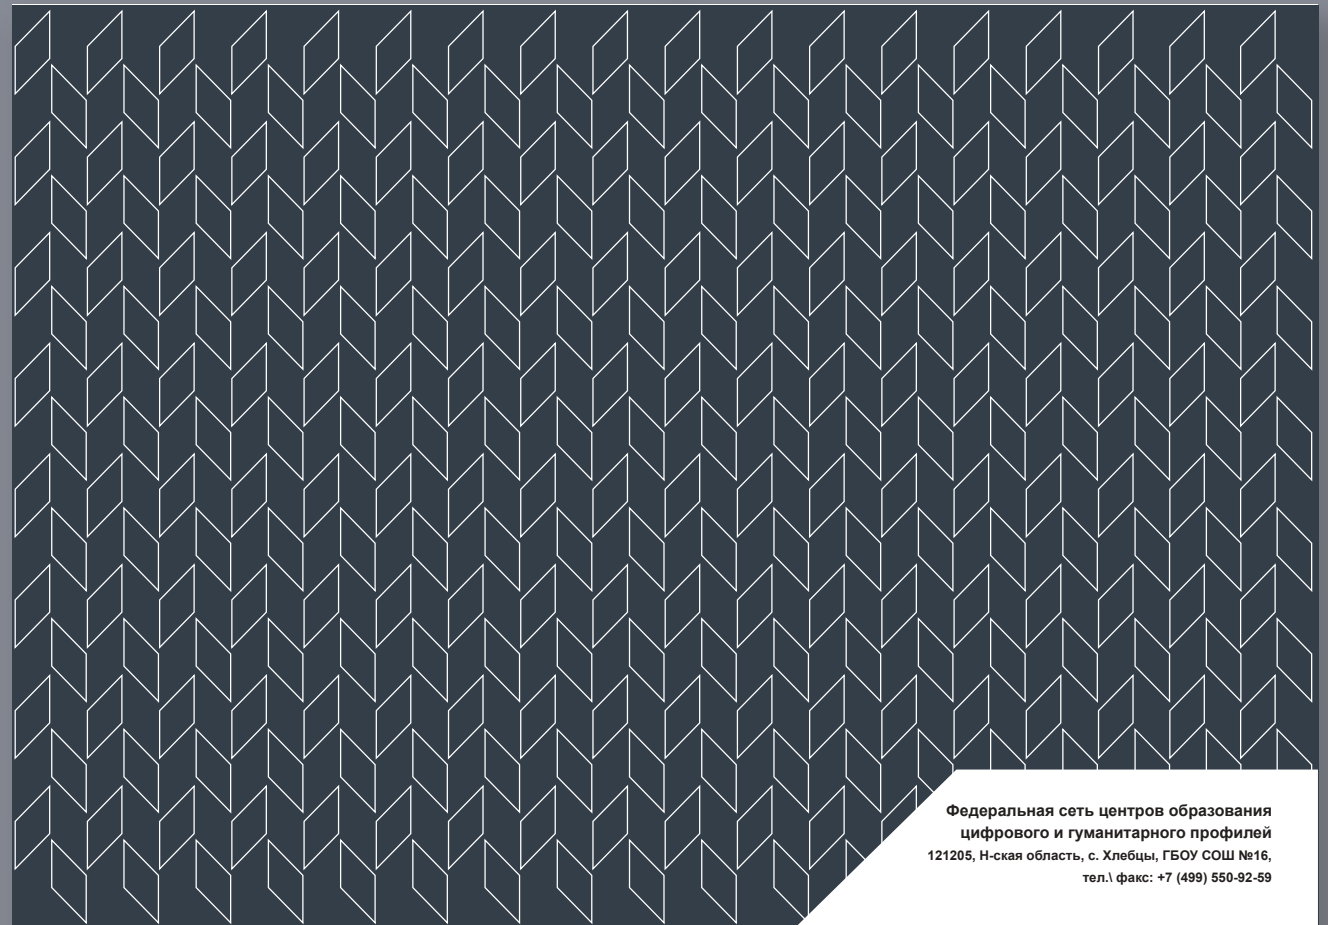 Федеральная сеть центров образования
цифрового и гуманитарного профилей
121205, Н-ская область, с. Хлебцы, ГБОУ СОШ №16,
тел.\ факс: +7 (499) 550-92-59